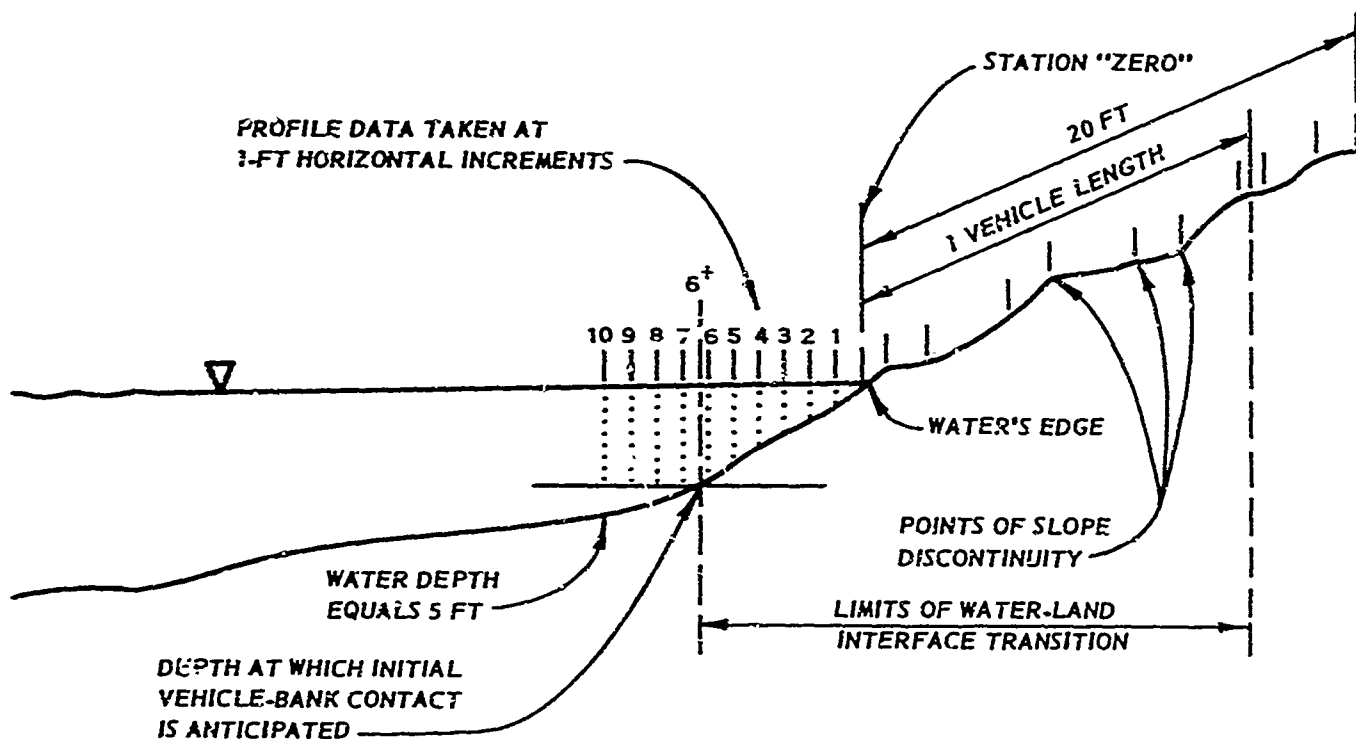 STATION "ZERO"
20 FT
1 VEHICLE LENGTH
PROFILE DATA TAKEN AT
1-FT HORIZONTAL INCREMENTS
6+
10 9 8 7 6 5 4 3 2 1
WATER'S EDGE
POINTS OF SLOPE
DISCONTINUITY
WATER DEPTH
EQUALS 5 FT
LIMITS OF WATER-LAND
INTERFACE TRANSITION
DEPTH AT WHICH INITIAL
VEHICLE-BANK CONTACT
IS ANTICIPATED